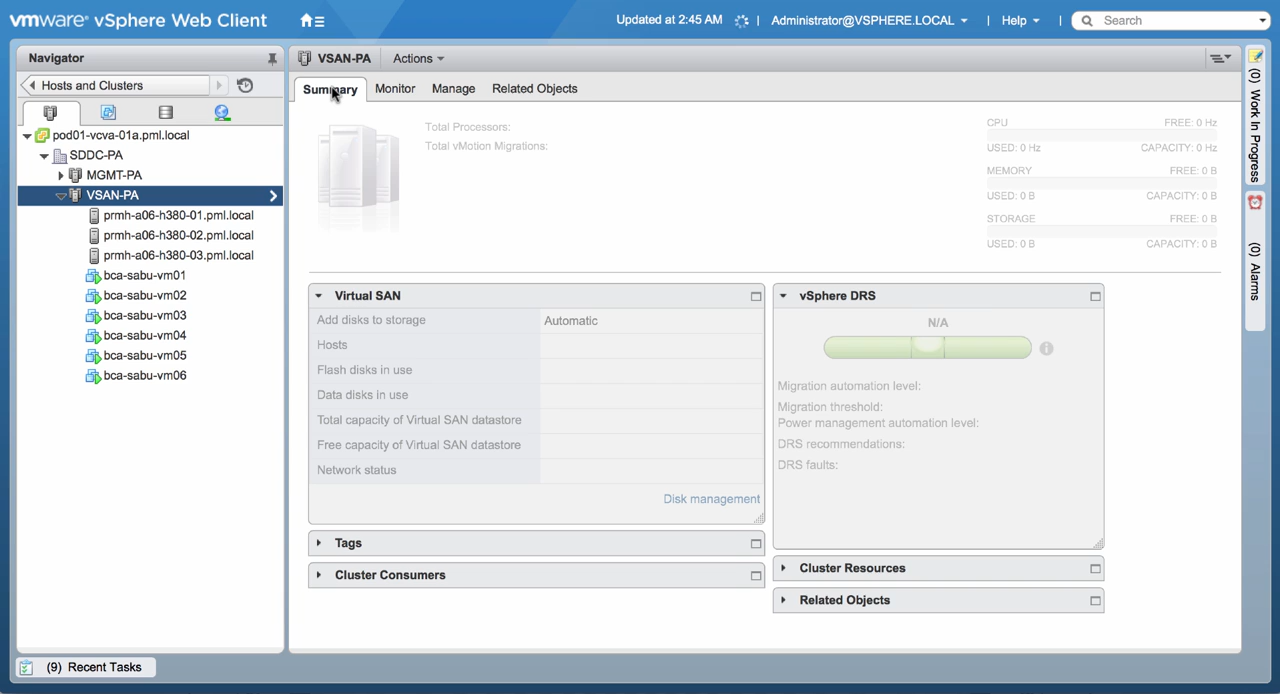 vmware® vSphere Web Client
Updated at 2:45 AM | Administrator@VSPHERE.LOCAL | Help | Search
Navigator
Hosts and Clusters
pod01-vcva-01a.pml.local
SDDC-PA
MGMT-PA
VSAN-PA
prmh-a06-h380-01.pml.local
prmh-a06-h380-02.pml.local
prmh-a06-h380-03.pml.local
bca-sabu-vm01
bca-sabu-vm02
bca-sabu-vm03
bca-sabu-vm04
bca-sabu-vm05
bca-sabu-vm06
VSAN-PA Actions
Summary Monitor Manage Related Objects
Total Processors:
Total vMotion Migrations:
CPU FREE: 0 Hz
USED: 0 Hz CAPACITY: 0 Hz
MEMORY FREE: 0 B
USED: 0 B CAPACITY: 0 B
STORAGE FREE: 0 B
USED: 0 B CAPACITY: 0 B
Virtual SAN
Add disks to storage Automatic
Hosts
Flash disks in use
Data disks in use
Total capacity of Virtual SAN datastore
Free capacity of Virtual SAN datastore
Network status
Disk management
Tags
Cluster Consumers
vSphere DRS
N/A
Migration automation level:
Migration threshold:
Power management automation level:
DRS recommendations:
DRS faults:
Cluster Resources
Related Objects
(0) Work In Progress
(0) Alarms
(9) Recent Tasks